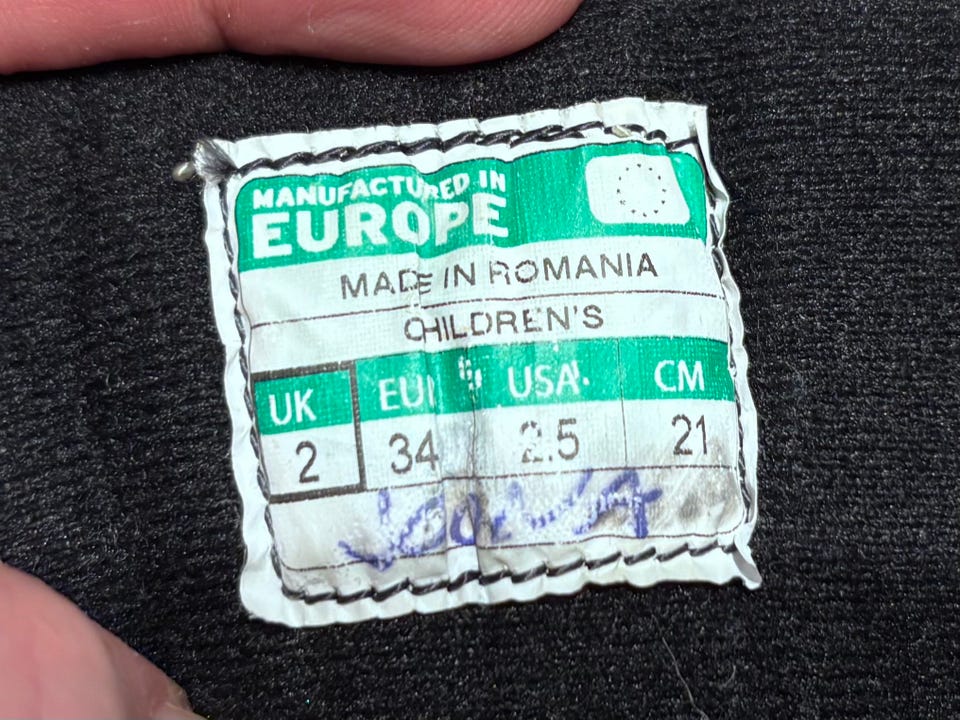 MANUFACTURED IN
EUROPE
MADE IN ROMANIA
CHILDREN'S
UK EUR USA CM
2 34 2.5 21